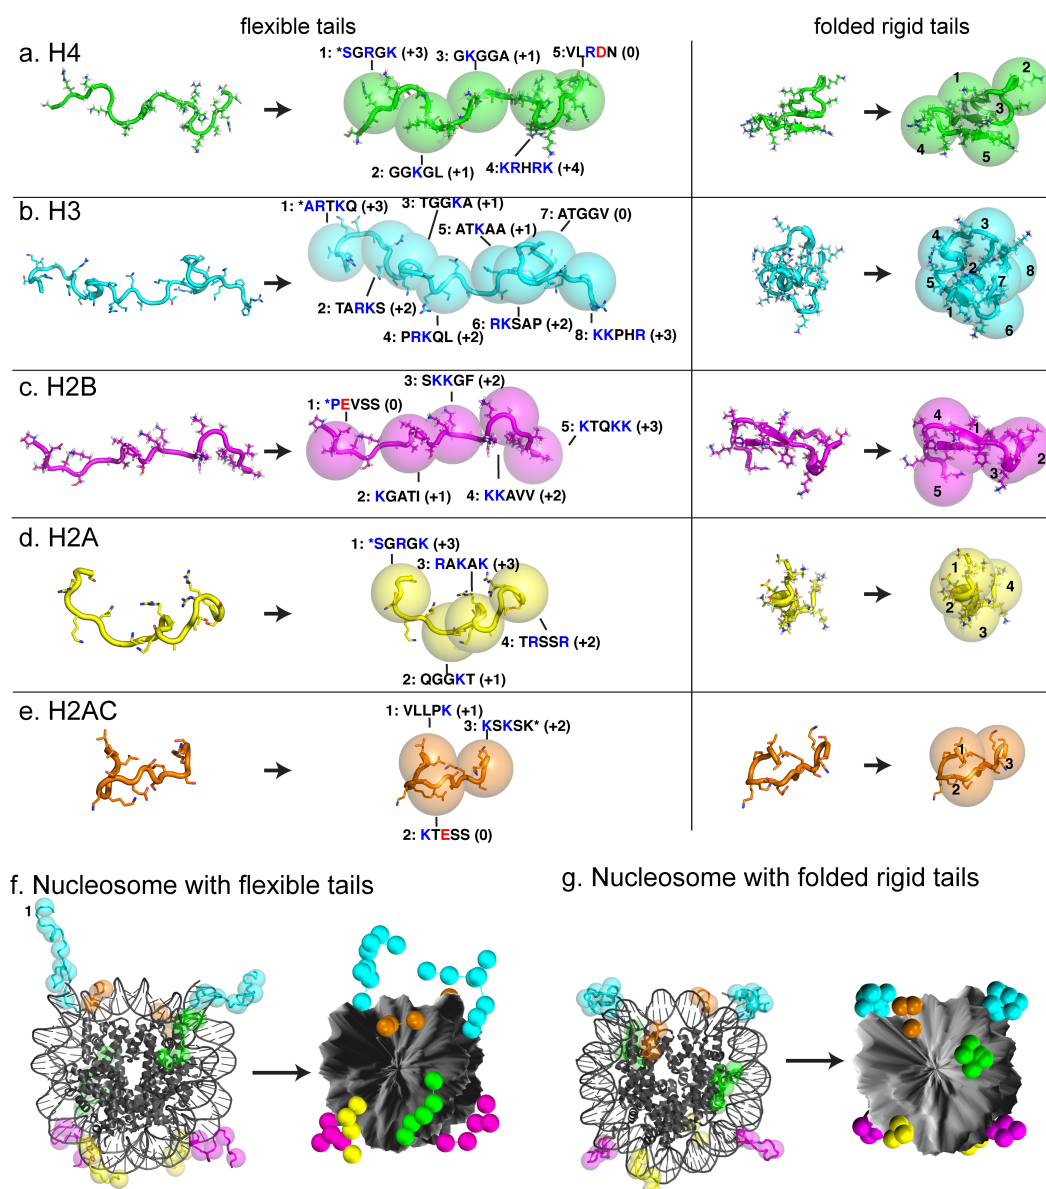 flexible tails
folded rigid tails
a. H4
1: *SGRGK (+3)
3: GKGGA (+1)
5:VLRDN (0)
2: GGKGL (+1)
4:KRHRK (+4)
1
2
3
4
5
b. H3
1: *ARTKQ (+3)
3: TGGKA (+1)
7: ATGGV (0)
5: ATKAA (+1)
2: TARKS (+2)
6: RKSAP (+2)
4: PRKQL (+2)
8: KKPHR (+3)
3
4
2
8
5
7
1
6
c. H2B
3: SKKGF (+2)
1: *PEVSS (0)
5: KTQKK (+3)
2: KGATI (+1)
4: KKAVV (+2)
4
1
2
3
5
d. H2A
1: *SGRGK (+3)
3: RAKAK (+3)
4: TRSSR (+2)
2: QGGKT (+1)
1
4
2
3
e. H2AC
1: VLLPK (+1)
3: KSKSK* (+2)
2: KTESS (0)
1
3
2
f. Nucleosome with flexible tails
g. Nucleosome with folded rigid tails
1